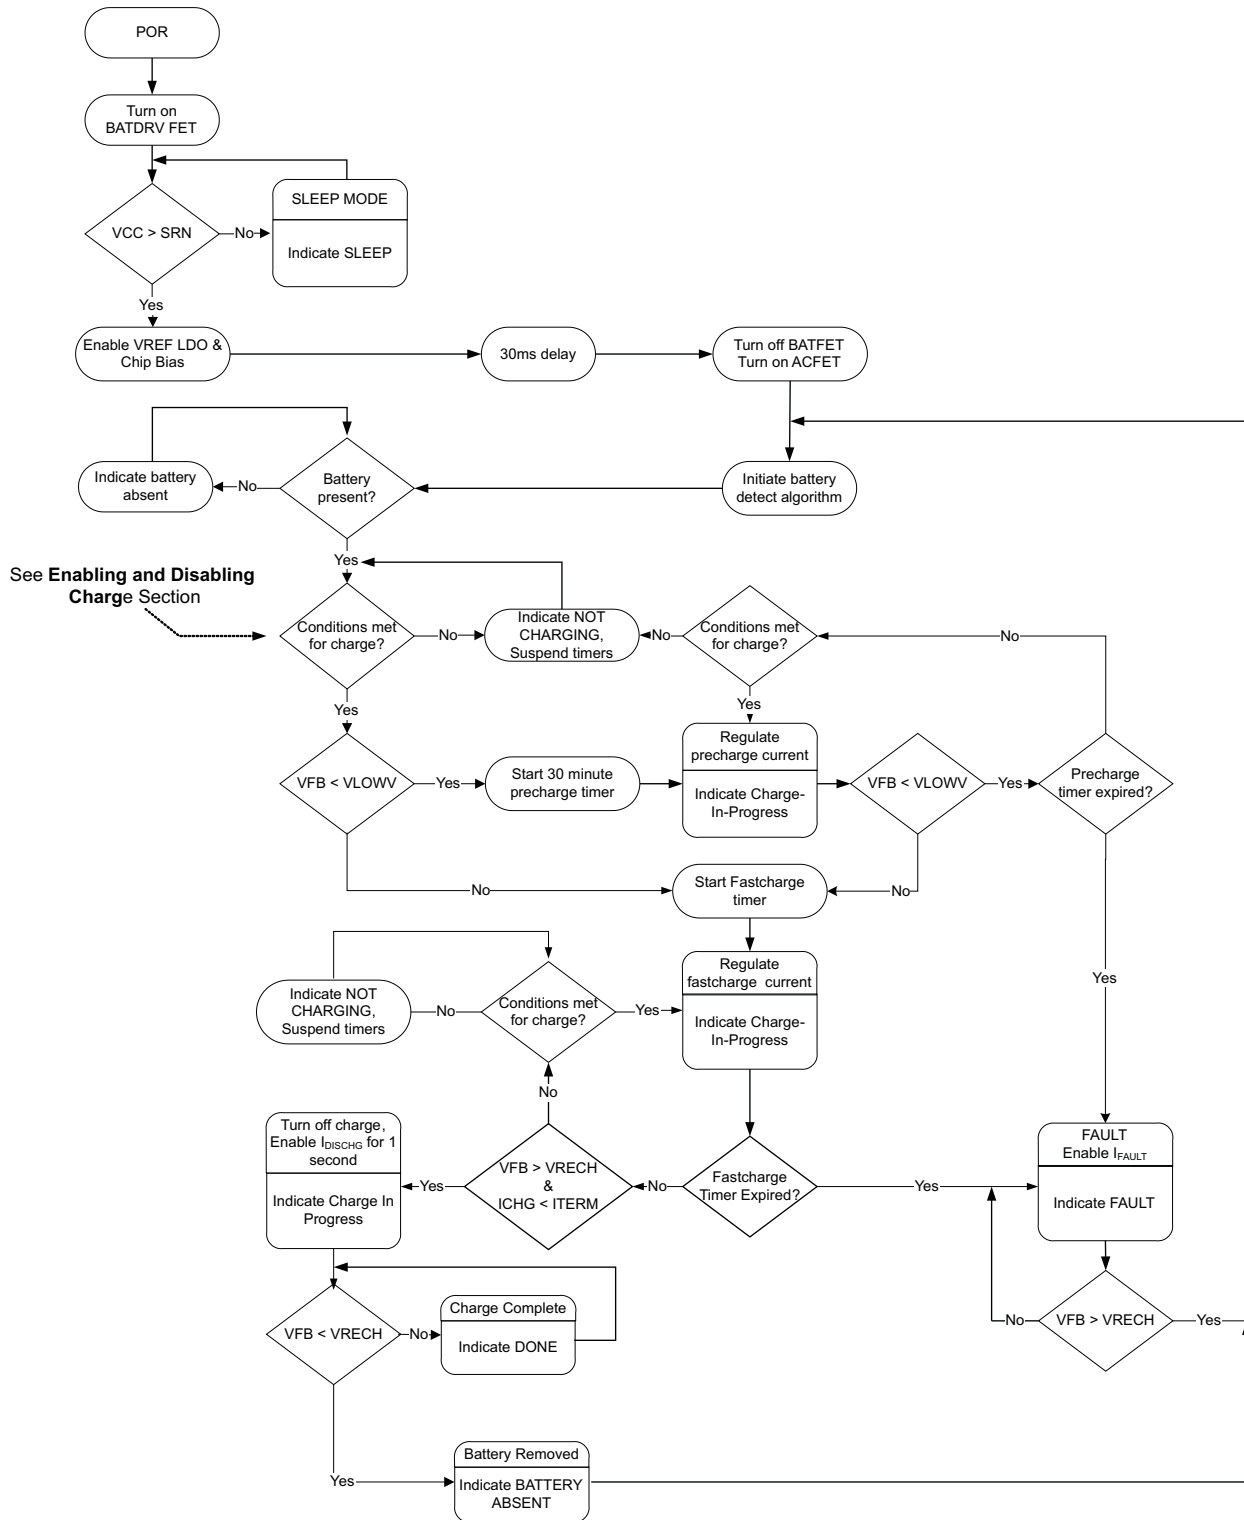 POR
Turn on
BATDRV FET
VCC > SRN
No
SLEEP MODE
Indicate SLEEP
Yes
Enable VREF LDO &
Chip Bias
30ms delay
Turn off BATFET
Turn on ACFET
Indicate battery
absent
No
Battery
present?
Initiate battery
detect algorithm
Yes
See Enabling and Disabling
Charge Section
Conditions met
for charge?
No
Indicate NOT
CHARGING,
Suspend timers
No
Conditions met
for charge?
No
Yes
Yes
VFB < VLOWV
Yes
Start 30 minute
precharge timer
Regulate
precharge current
Indicate Charge-
In-Progress
VFB < VLOWV
Yes
Precharge
timer expired?
No
Start Fastcharge
timer
No
Yes
Indicate NOT
CHARGING,
Suspend timers
No
Conditions met
for charge?
Yes
Regulate
fastcharge current
Indicate Charge-
In-Progress
No
Turn off charge,
Enable IDISCHG for 1
second
Indicate Charge In
Progress
Yes
VFB > VRECH
&
ICHG < ITERM
No
Fastcharge
Timer Expired?
Yes
FAULT
Enable IFAULT
Indicate FAULT
VFB < VRECH
No
Charge Complete
Indicate DONE
No
VFB > VRECH
Yes
Yes
Battery Removed
Indicate BATTERY
ABSENT